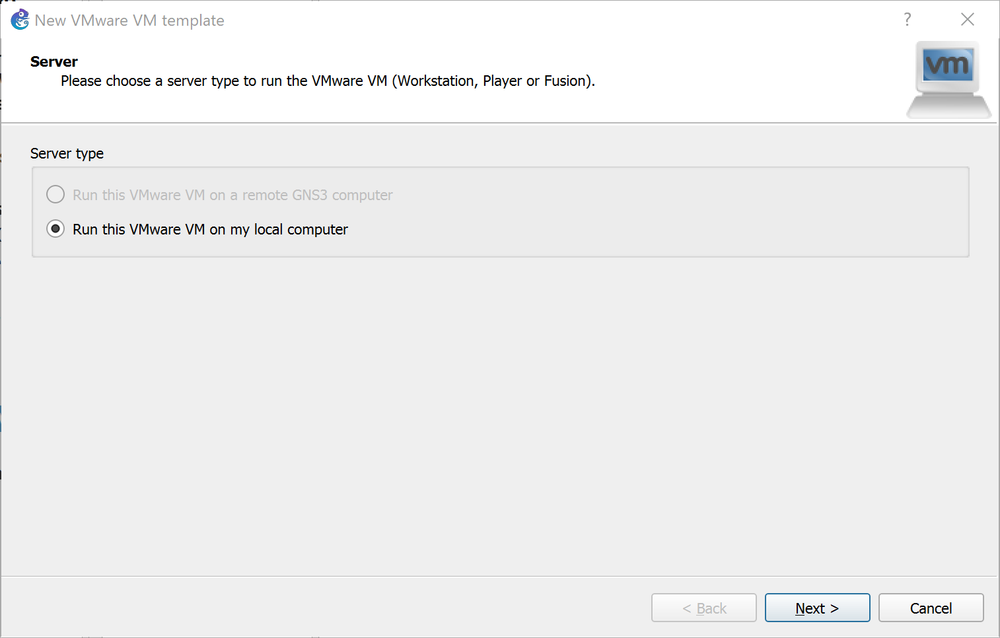 New VMware VM template
?
Server
Please choose a server type to run the VMware VM (Workstation, Player or Fusion).
vm
Server type
Run this VMware VM on a remote GNS3 computer
Run this VMware VM on my local computer
< Back
Next >
Cancel